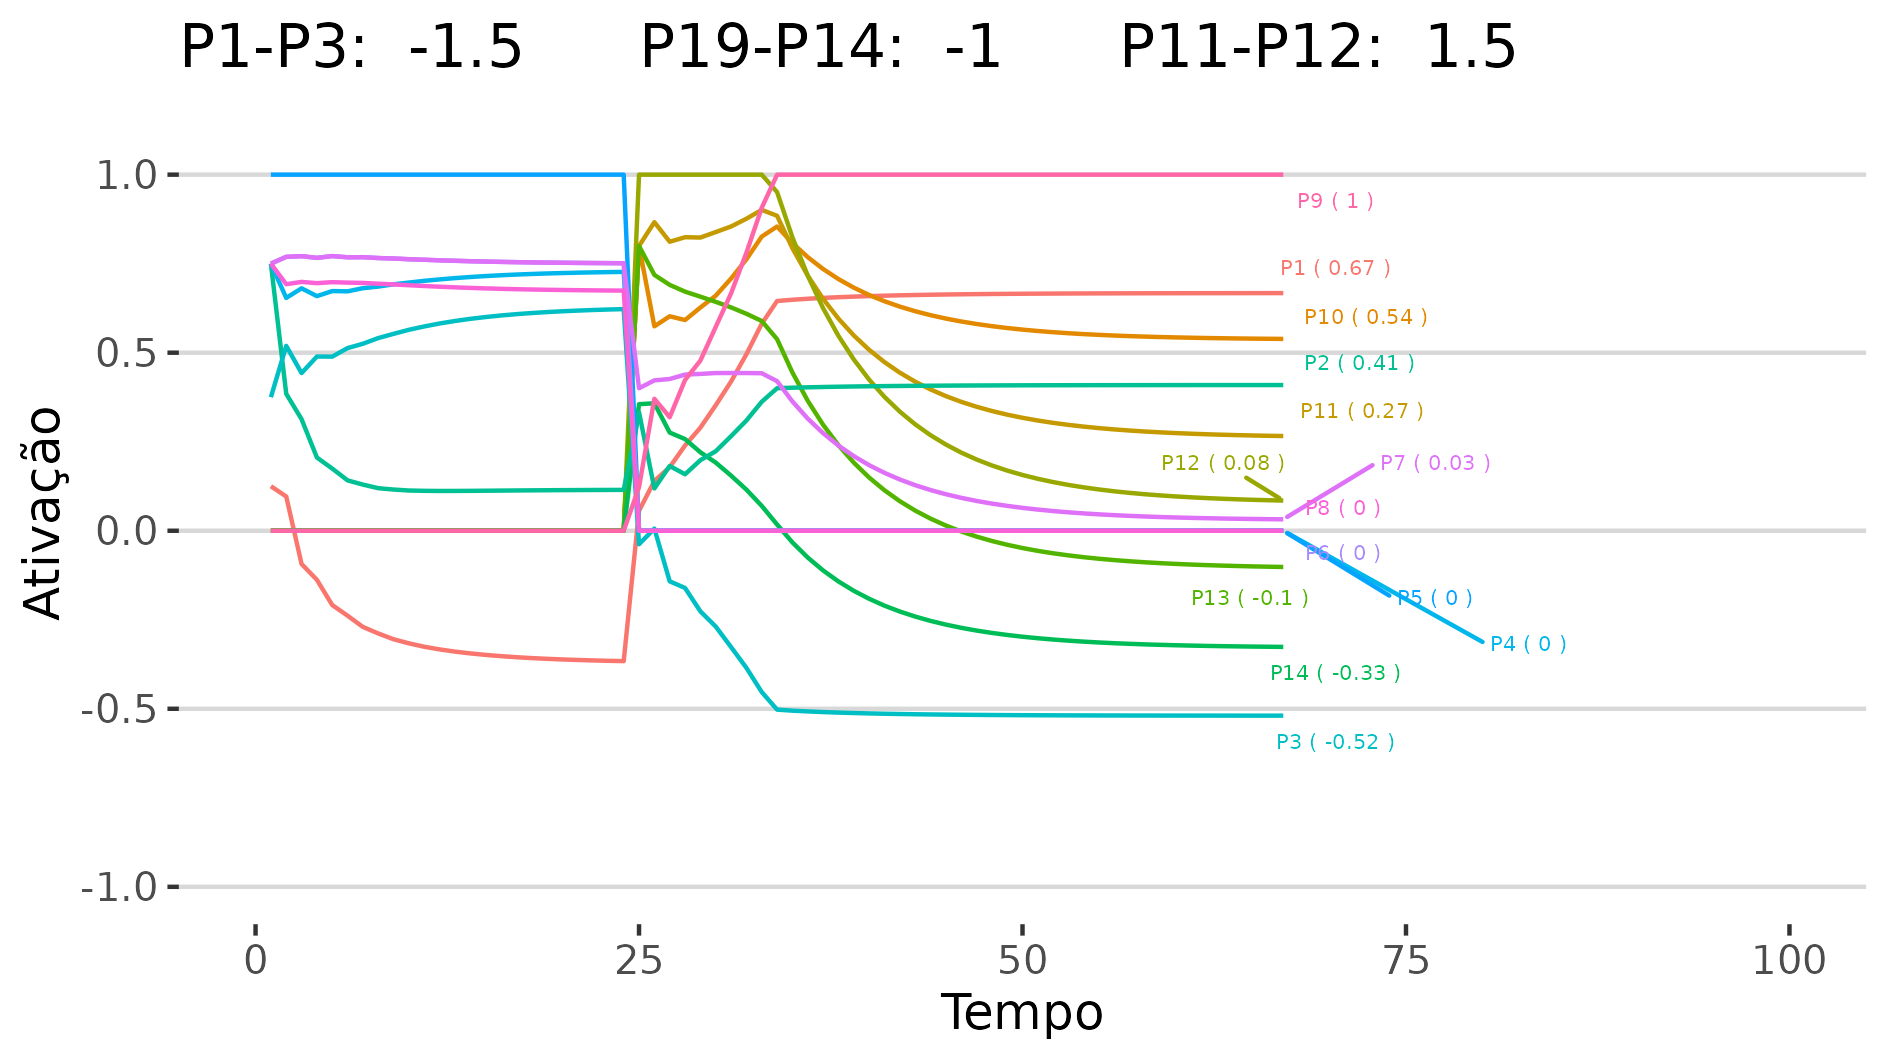 P1-P3:  -1.5    P19-P14:  -1    P11-P12:  1.5
1.0
P9 ( 1 )
P1 ( 0.67 )
P10 ( 0.54 )
0.5
P2 ( 0.41 )
P11 ( 0.27 )
P12 ( 0.08 ) P7 ( 0.03 )
P8 ( 0 )
0.0
P6 ( 0 )
P13 ( -0.1 ) P5 ( 0 )
P4 ( 0 )
P14 ( -0.33 )
-0.5
P3 ( -0.52 )
-1.0
Ativação
0 25 50 75 100
Tempo